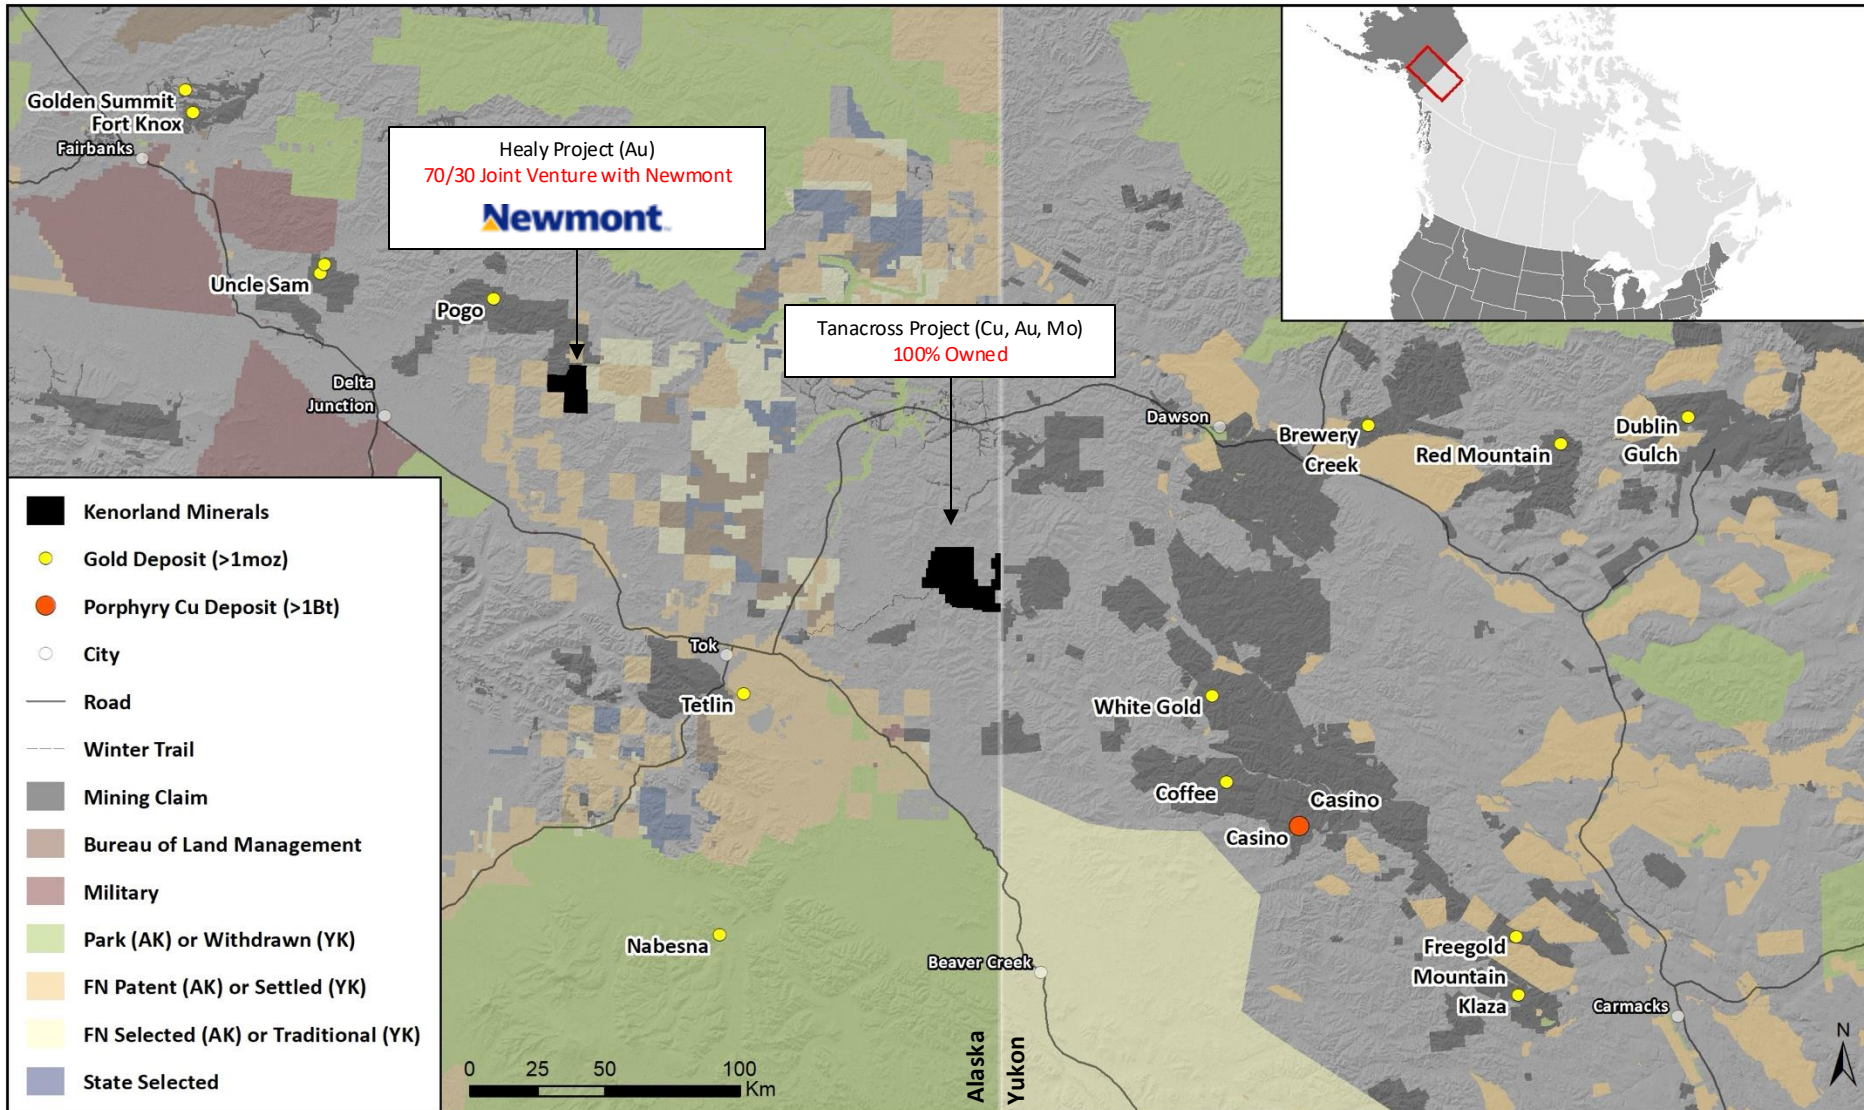 Golden Summit
Fort Knox
Fairbanks
Healy Project (Au)
70/30 Joint Venture with Newmont
Newmont
Uncle Sam
Pogo
Tanacross Project (Cu, Au, Mo)
100% Owned
Delta
Junction
Dawson
Brewery
Creek
Red Mountain
Dublin
Gulch
Kenorland Minerals
Gold Deposit (>1moz)
Porphyry Cu Deposit (>1Bt)
City
Road
Winter Trail
Mining Claim
Bureau of Land Management
Military
Park (AK) or Withdrawn (YK)
FN Patent (AK) or Settled (YK)
FN Selected (AK) or Traditional (YK)
State Selected
Tok
Tetlin
White Gold
Coffee
Casino
Casino
Nabesna
Beaver Creek
Freegold
Mountain
Klaza
Carmacks
0 25 50 100
Km
Alaska
Yukon
N